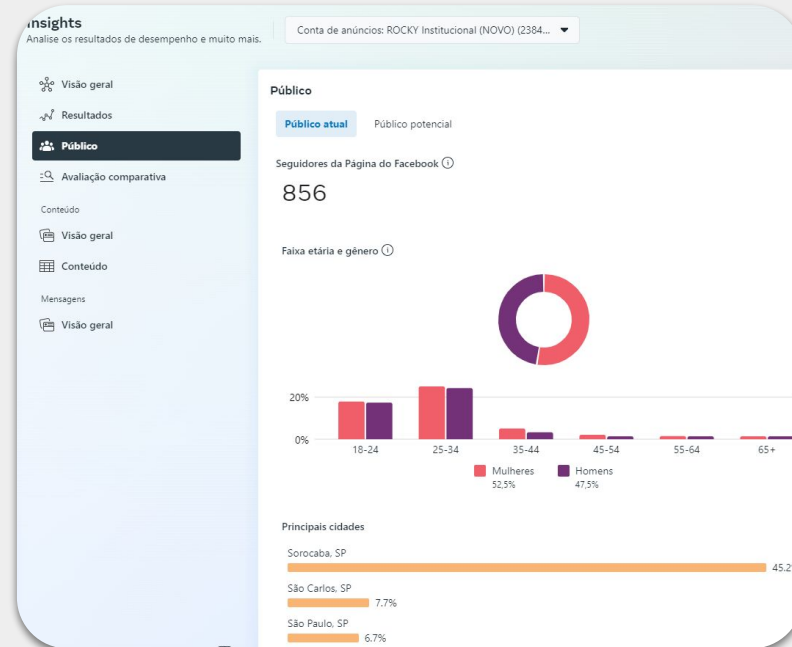 Insights
Analise os resultados de desempenho e muito mais.
Conta de anúncios: ROCKY Institucional (NOVO) (2384...
Visão geral
Resultados
Público
Avaliação comparativa
Conteúdo
Visão geral
Conteúdo
Mensagens
Visão geral
Público
Público atual Público potencial
Seguidores da Página do Facebook
856
Faixa etária e gênero
20%
0%
18-24 25-34 35-44 45-54 55-64 65+
Mulheres Homens
52,5% 47,5%
Principais cidades
Sorocaba, SP
45.2
São Carlos, SP
7.7%
São Paulo, SP
6.7%